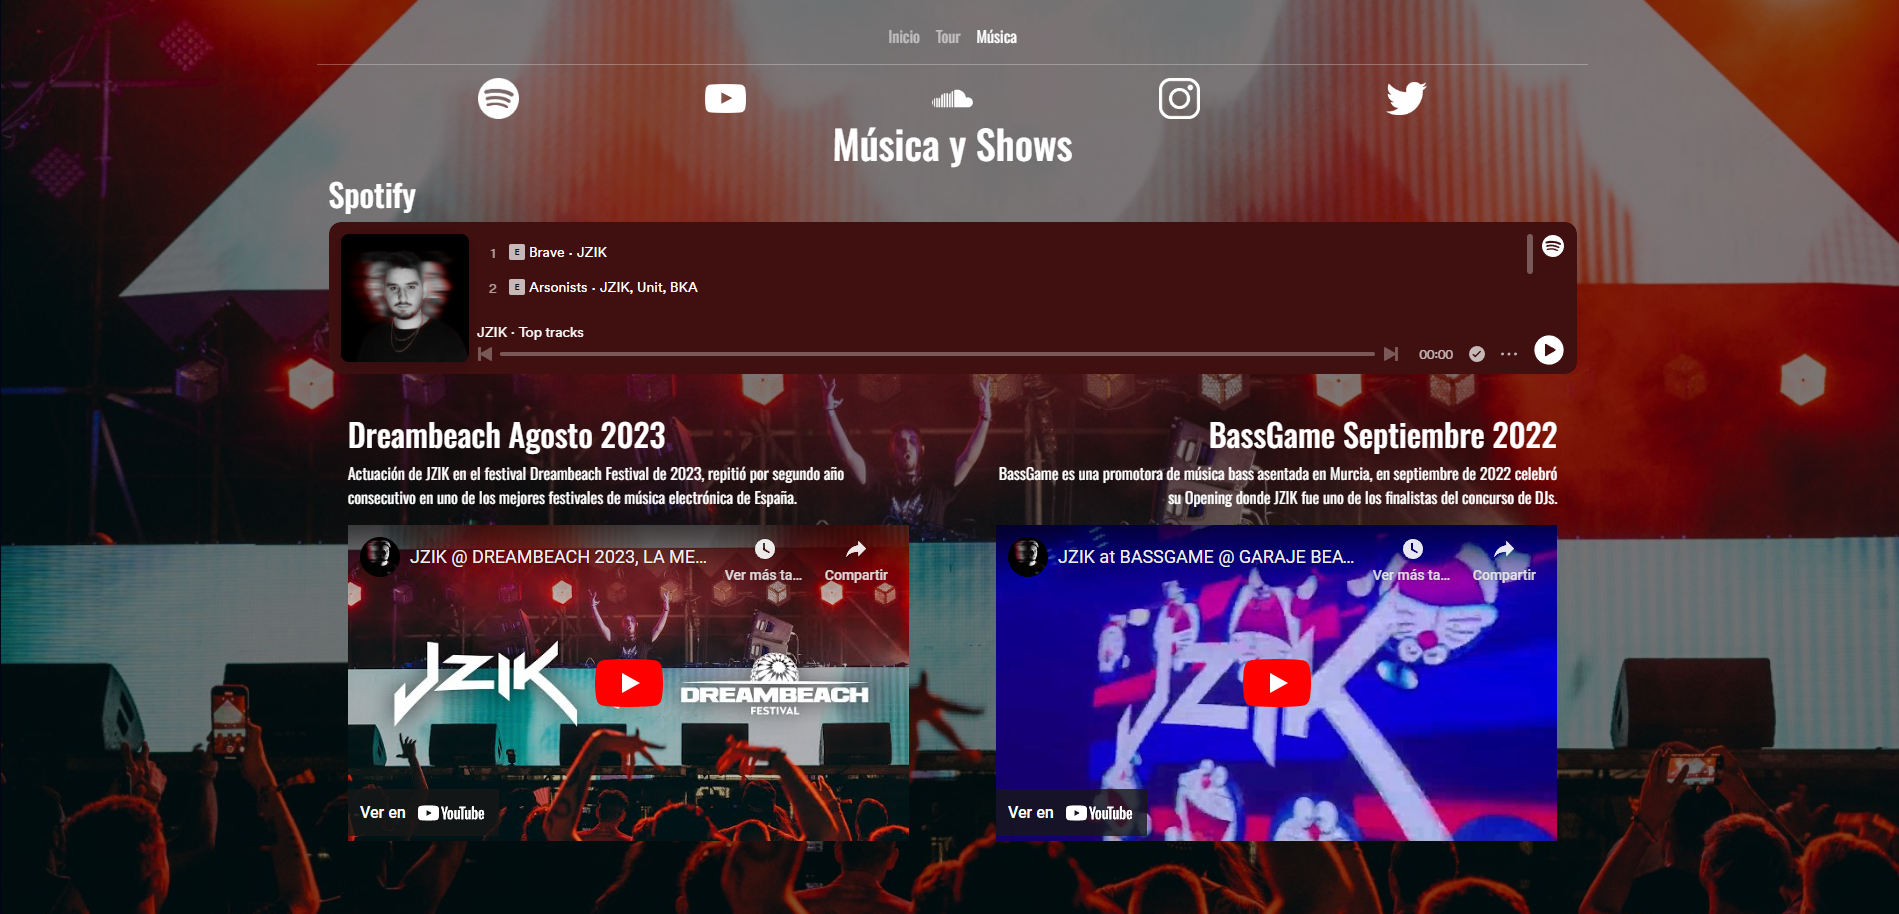 Inicio Tour Música
Música y Shows
Spotify
1 E Brave · JZIK
2 E Arsonists · JZIK, Unit, BKA
JZIK · Top tracks
00:00 ···
Dreambeach Agosto 2023
Actuación de JZIK en el festival Dreambeach Festival de 2023, repitió por segundo año
consecutivo en uno de los mejores festivales de música electrónica de España.
JZIK @ DREAMBEACH 2023, LA ME...
Ver más ta... Compartir
JZIK
DREAMBEACH
FESTIVAL
Ver en YouTube
BassGame Septiembre 2022
BassGame es una promotora de música bass asentada en Murcia, en septiembre de 2022 celebró
su Opening donde JZIK fue uno de los finalistas del concurso de DJs.
JZIK at BASSGAME @ GARAJE BEA...
Ver más ta... Compartir
JZIK
Ver en YouTube